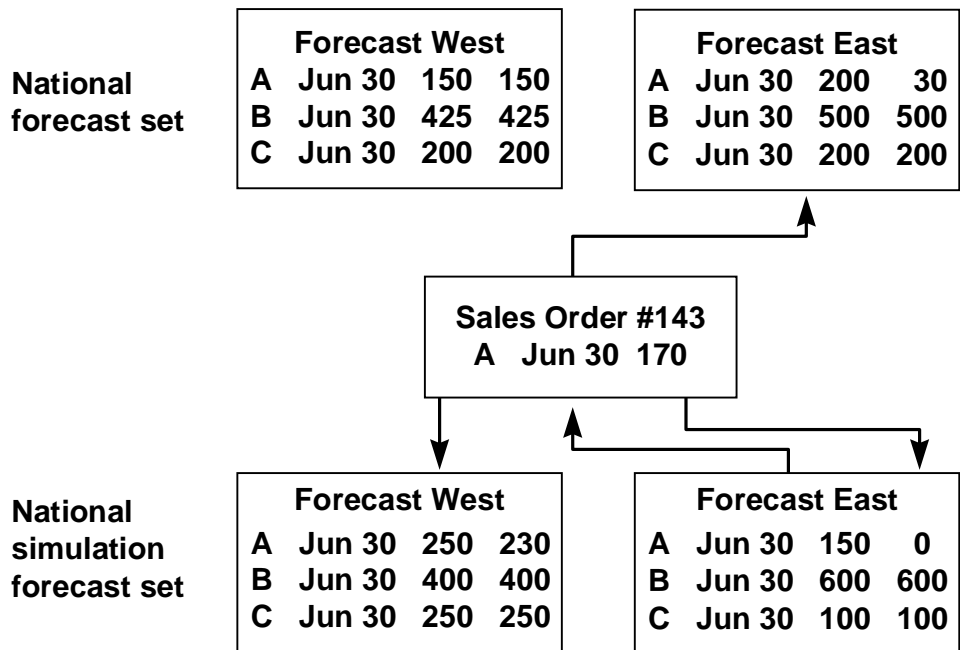 National
forecast set
Forecast West
A Jun 30 150 150
B Jun 30 425 425
C Jun 30 200 200
Forecast East
A Jun 30 200 30
B Jun 30 500 500
C Jun 30 200 200
Sales Order #143
A Jun 30 170
National
simulation
forecast set
Forecast West
A Jun 30 250 230
B Jun 30 400 400
C Jun 30 250 250
Forecast East
A Jun 30 150 0
B Jun 30 600 600
C Jun 30 100 100